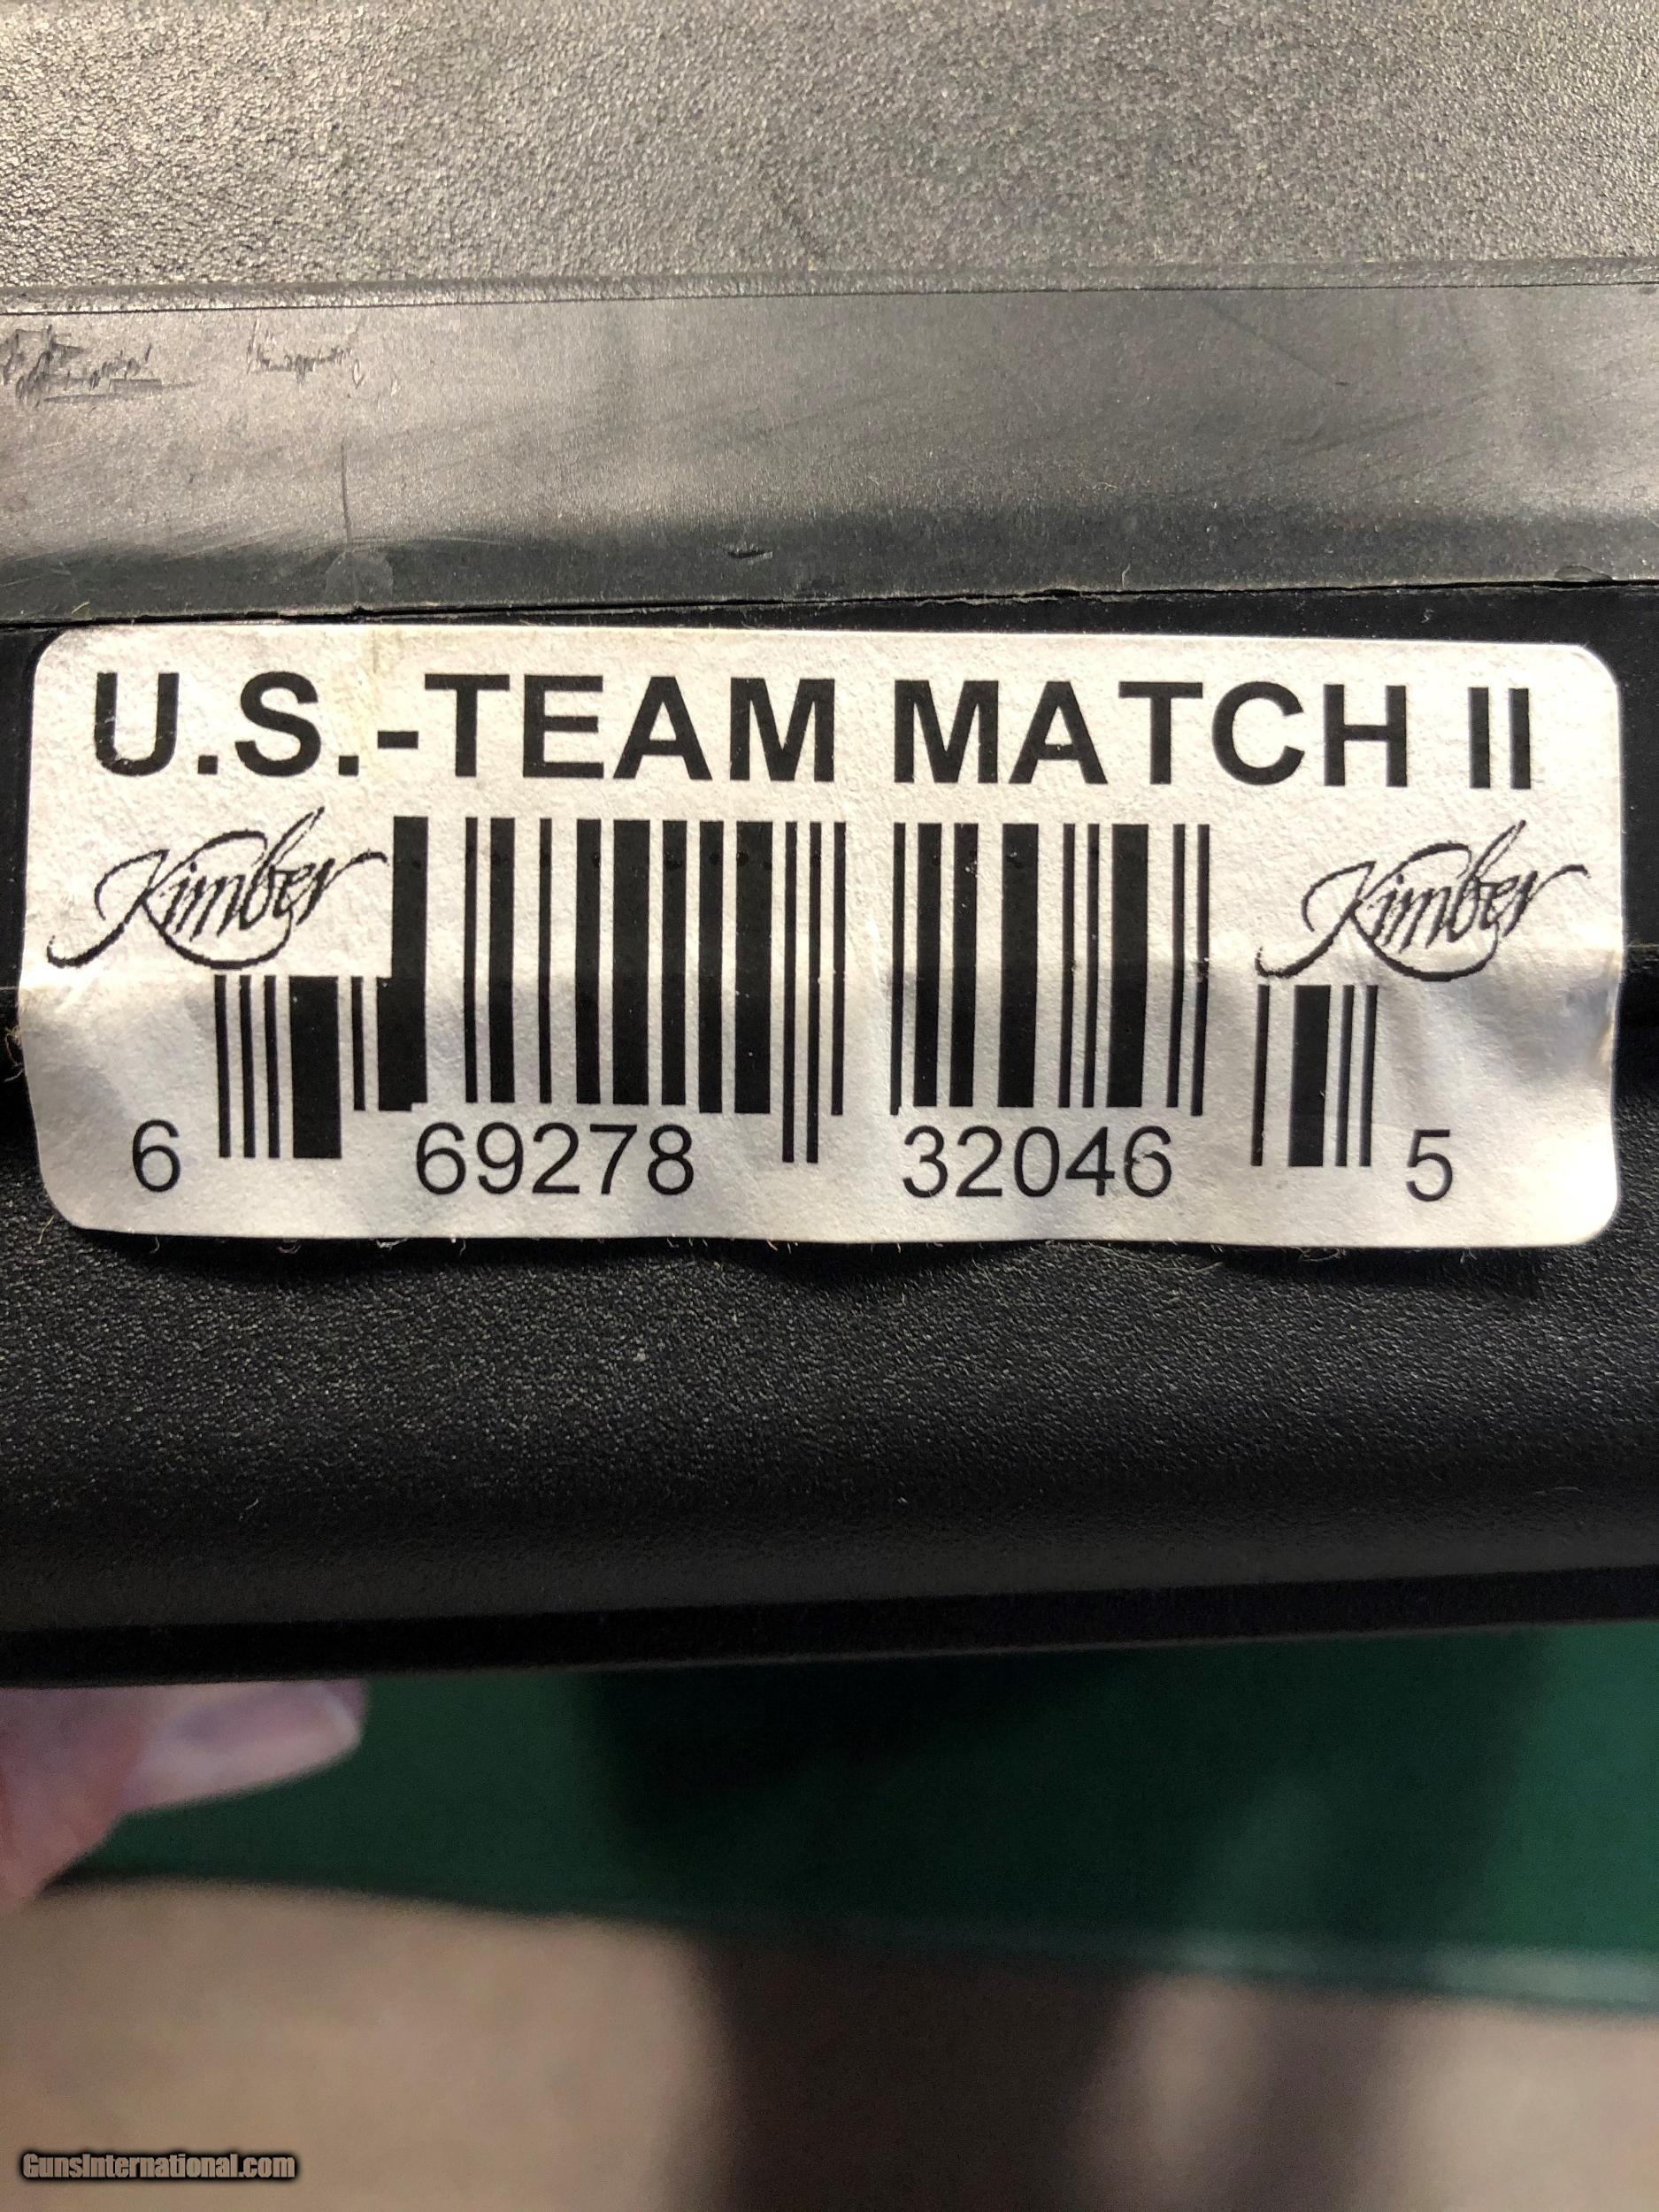 U.S.-TEAM MATCH II
Kimber Kimber
6 69278 32046 5
GunsInternational.com